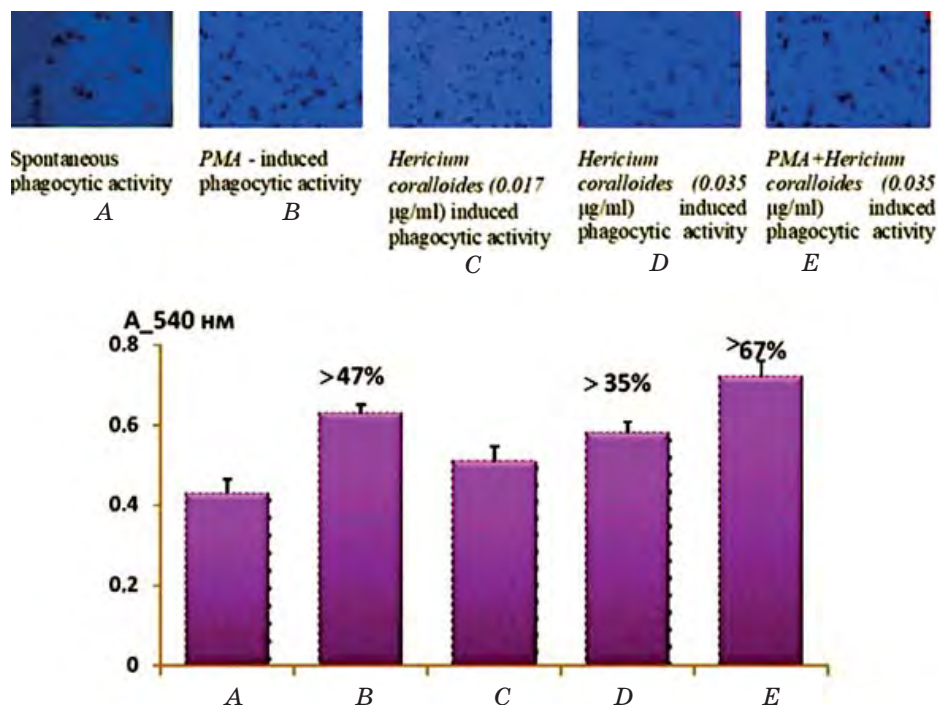 Spontaneous
phagocytic activity
A
PMA - induced
phagocytic activity
B
Hericium
coralloides (0.017
µg/ml) induced
phagocytic activity
C
Hericium
coralloides (0.035
µg/ml) induced
phagocytic activity
D
PMA+Hericium
coralloides (0.035
µg/ml) induced
phagocytic activity
E
A_540 нм
0.8
0.6
0.4
0.2
0
>47%
> 35%
>67%
A B C D E